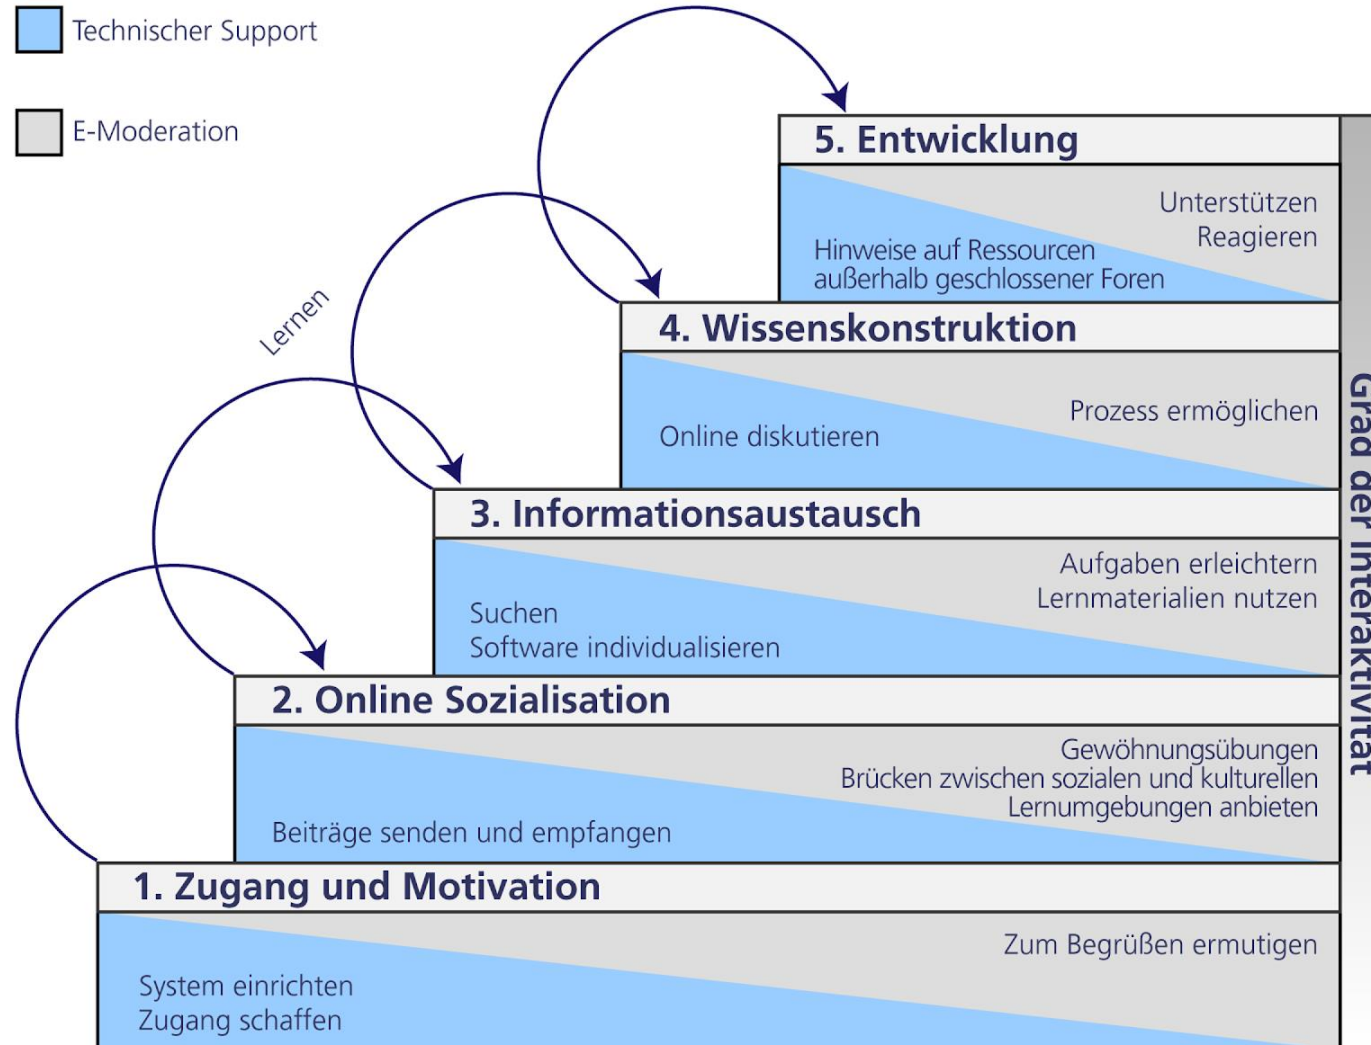 Technischer Support
E-Moderation
5. Entwicklung
Unterstützen
Reagieren
Hinweise auf Ressourcen
außerhalb geschlossener Foren
4. Wissenskonstruktion
Prozess ermöglichen
Online diskutieren
Lernen
3. Informationsaustausch
Aufgaben erleichtern
Lernmaterialien nutzen
Suchen
Software individualisieren
2. Online Sozialisation
Gewöhnungsübungen
Brücken zwischen sozialen und kulturellen
Lernumgebungen anbieten
Beiträge senden und empfangen
1. Zugang und Motivation
Zum Begrüßen ermutigen
System einrichten
Zugang schaffen
Grad der Interaktivität